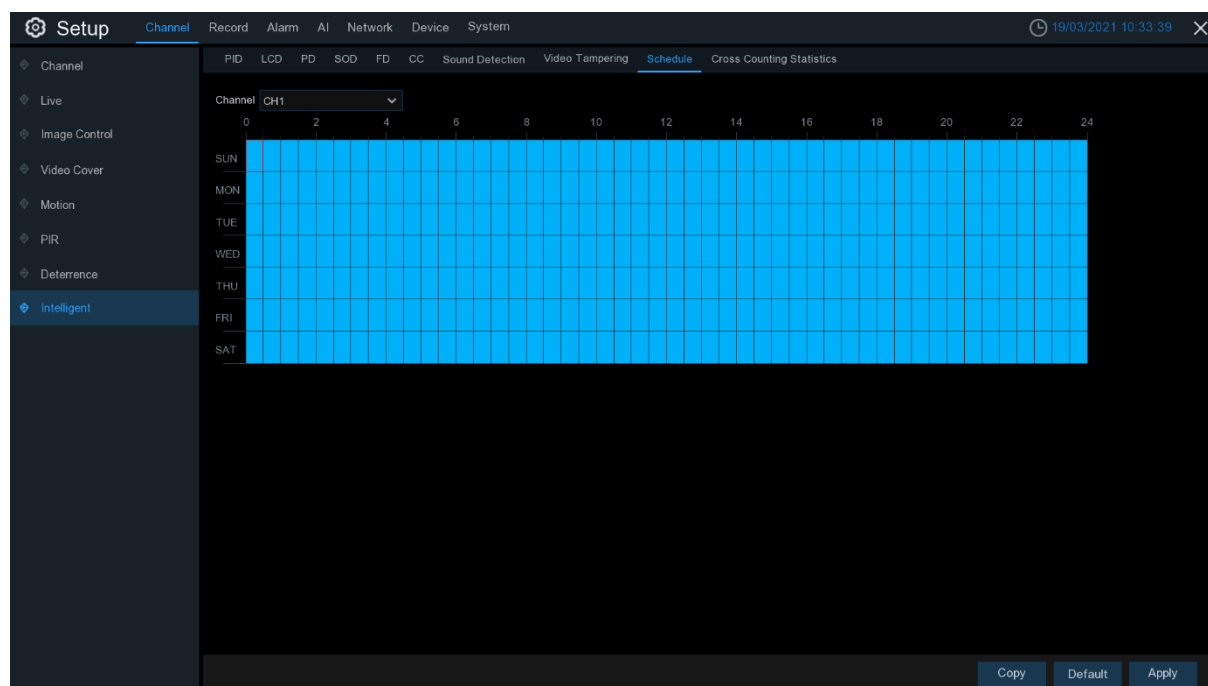 Setup Channel Record Alarm AI Network Device System 19/03/2021 10:33:39
PID LCD PD SOD FD CC Sound Detection Video Tampering Schedule Cross Counting Statistics
Channel
Live
Image Control
Video Cover
Motion
PIR
Deterrence
Intelligent
Channel CH1
0 2 4 6 8 10 12 14 16 18 20 22 24
SUN
MON
TUE
WED
THU
FRI
SAT
Copy Default Apply